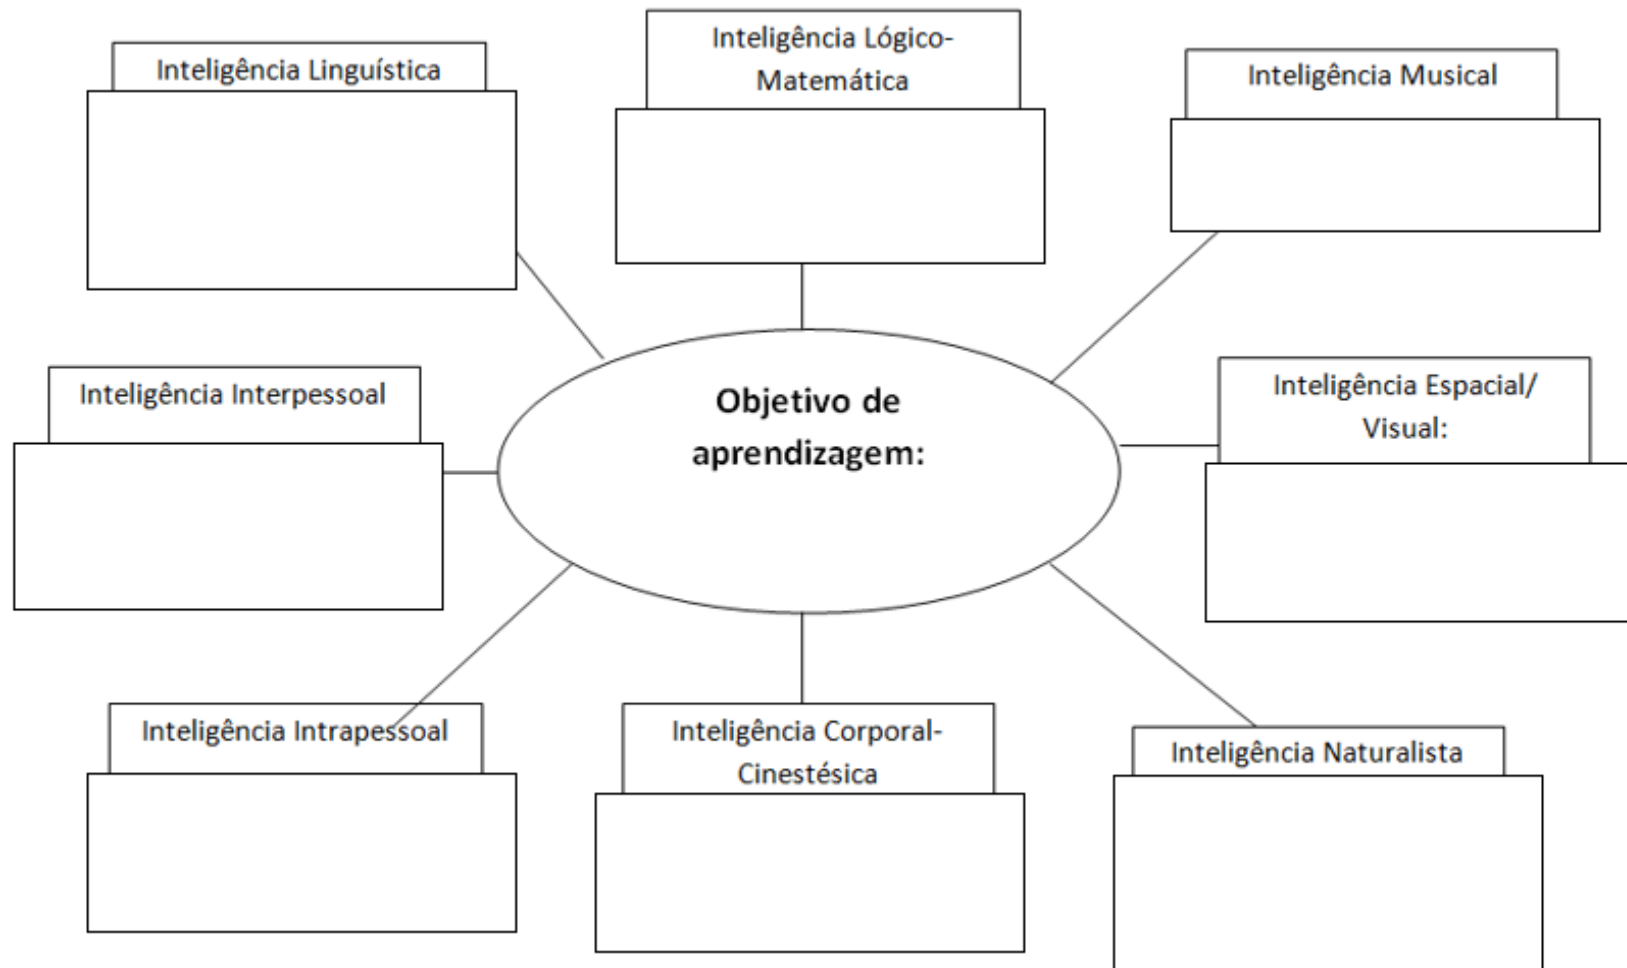 Inteligência Linguística
Inteligência Lógico-
Matemática
Inteligência Musical
Inteligência Interpessoal
Objetivo de
aprendizagem:
Inteligência Espacial/
Visual:
Inteligência Intrapessoal
Inteligência Corporal-
Cinestésica
Inteligência Naturalista